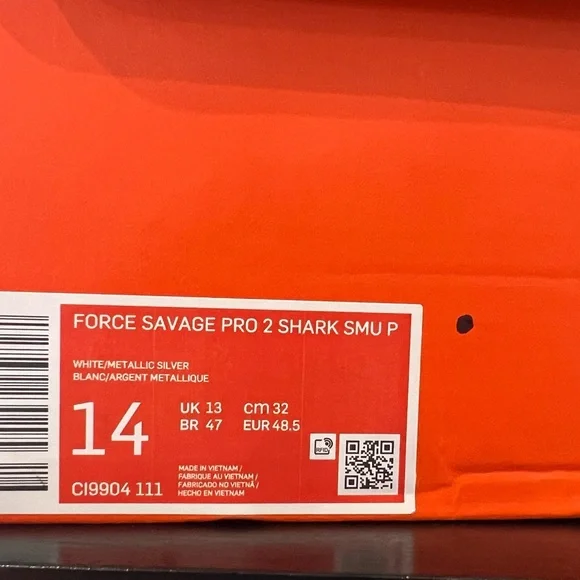 FORCE SAVAGE PRO 2 SHARK SMU P
WHITE/METALLIC SILVER
BLANC/ARGENT METALLIQUE
14
UK 13 cm 32
BR 47 EUR 48.5
RFID
CI9904 111
MADE IN VIETNAM /
FABRIQUE AU VIETNAM /
FABRICADO NO VIETNÃ /
HECHO EN VIETNAM